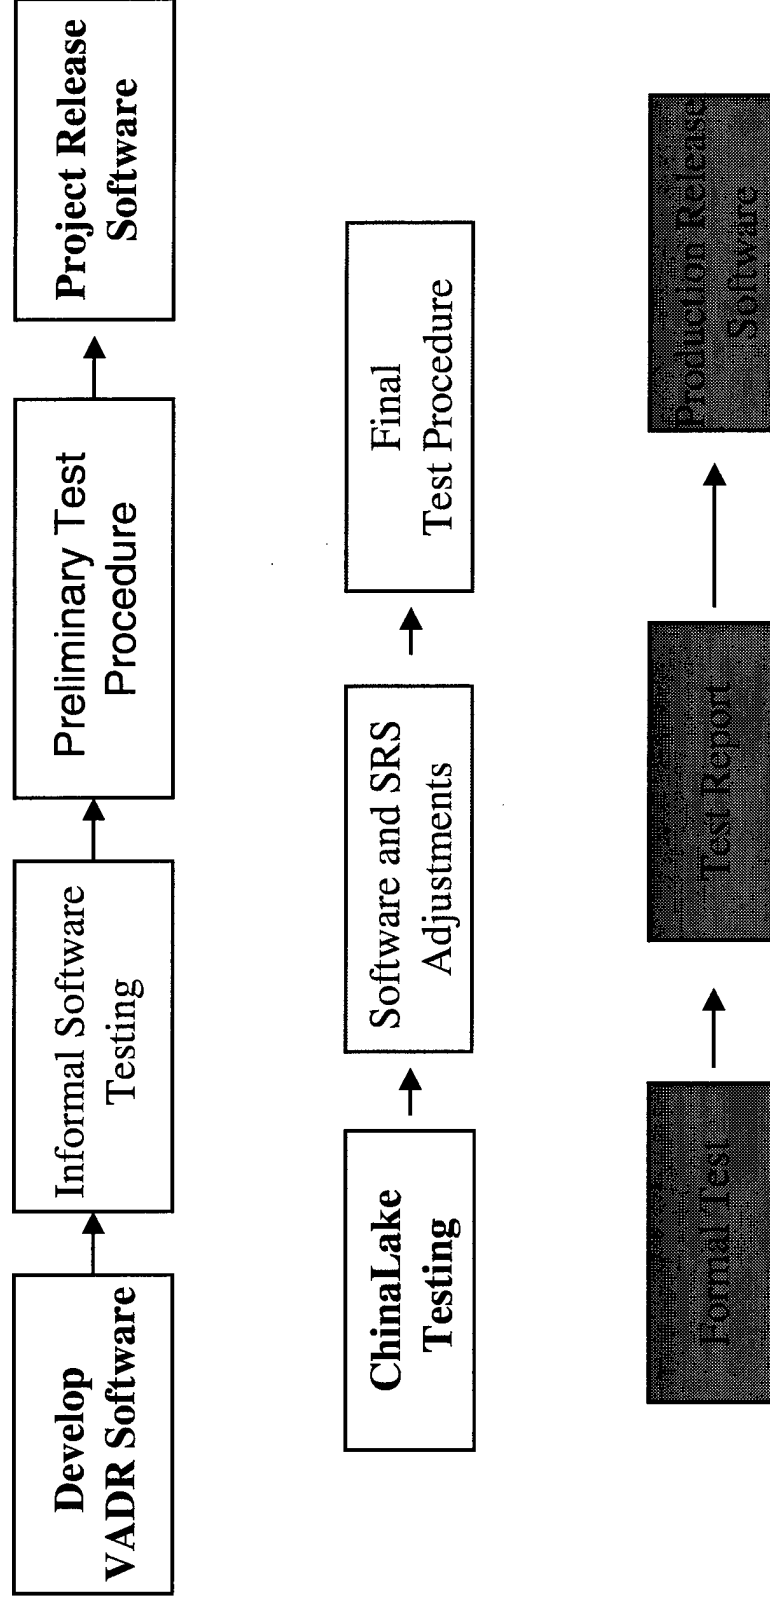 Develop
VADR Software
Informal Software
Testing
Preliminary Test
Procedure
Project Release
Software
ChinaLake
Testing
Software and SRS
Adjustments
Final
Test Procedure
Formal Test
Test Report
Production Release
Software